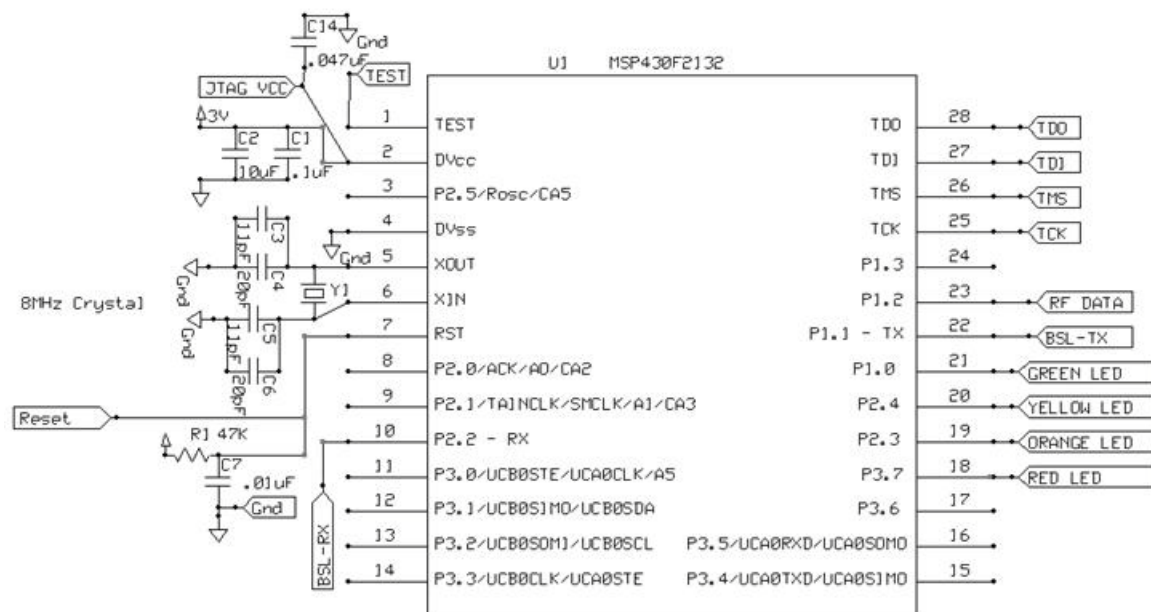 C14
Gnd
.047uF
U1 MSP430F2132
JTAG VCC
TEST
3V
1 TEST
C2 C1
10uF .1uF
2 DVcc
3 P2.5/Rosc/CA5
4 DVss
Gnd
C3
11pF
5 XOUT
C4
20pF
Gnd
Y1
8MHz Crystal
6 XIN
C5
11pF
Gnd
7 RST
C6
20pF
8 P2.0/ACK/A0/CA2
9 P2.1/TAINCLK/SMCLK/A1/CA3
Reset
R1 47K
10 P2.2 - RX
C7
.01uF
Gnd
11 P3.0/UCB0STE/UCA0CLK/A5
12 P3.1/UCB0SIMO/UCB0SDA
13 P3.2/UCB0SOMI/UCB0SCL
BSL-RX
14 P3.3/UCB0CLK/UCA0STE
TDO 28 TDO
TDI 27 TDI
TMS 26 TMS
TCK 25 TCK
P1.3 24
P1.2 23 RF DATA
P1.1 - TX 22 BSL-TX
P1.0 21 GREEN LED
P2.4 20 YELLOW LED
P2.3 19 ORANGE LED
P3.7 18 RED LED
P3.6 17
P3.5/UCA0RXD/UCA0SOMO 16
P3.4/UCA0TXD/UCA0SIMO 15